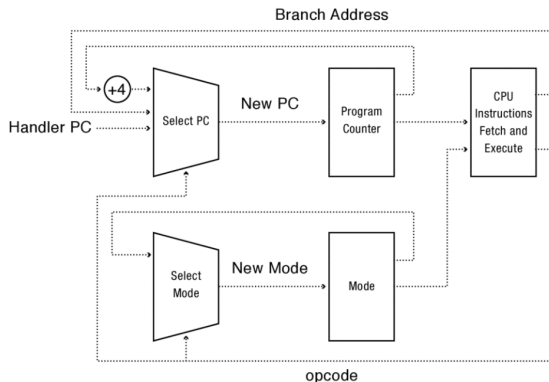 Branch Address
+4
Select PC
New PC
Program
Counter
CPU
Instructions
Fetch and
Execute
Handler PC
Select
Mode
New Mode
Mode
opcode